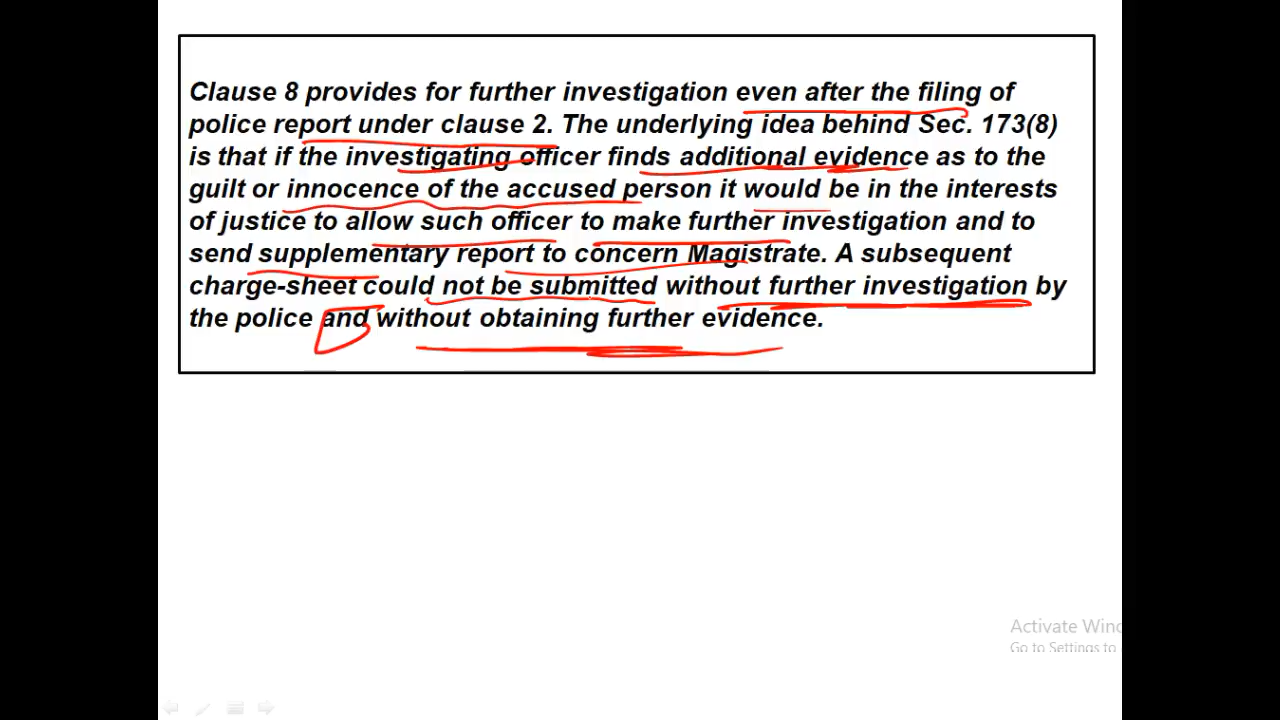 Clause 8 provides for further investigation even after the filing of
police report under clause 2. The underlying idea behind Sec. 173(8)
is that if the investigating officer finds additional evidence as to the
guilt or innocence of the accused person it would be in the interests
of justice to allow such officer to make further investigation and to
send supplementary report to concern Magistrate. A subsequent
charge-sheet could not be submitted without further investigation by
the police and without obtaining further evidence.
Activate Winc
Go to Settings to